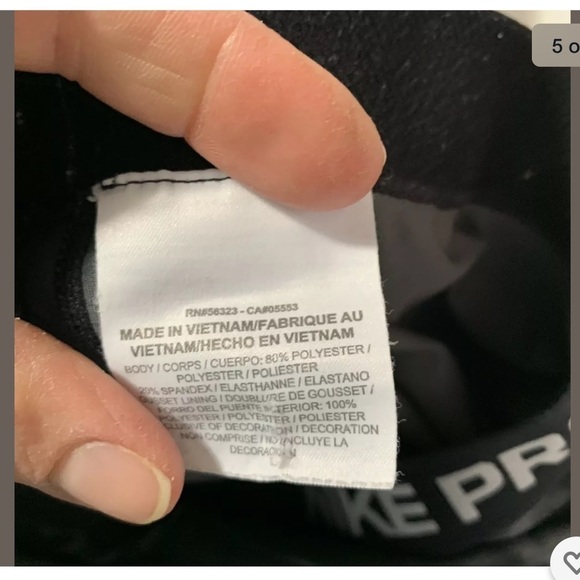 5 o
RN#56323 - CA#05553
MADE IN VIETNAM/FABRIQUE AU
VIETNAM/HECHO EN VIETNAM
BODY / CORPS / CUERPO: 80% POLYESTER /
POLYESTER / POLIESTER
20% SPANDEX / ELASTHANNE / ELASTANO
GUSSET LINING / DOUBLURE DE GOUSSET /
FORRO DEL PUENTE INTERIOR: 100%
POLYESTER / POLYESTER / POLIESTER
EXCLUSIVE OF DECORATION / DECORATION
NON COMPRISE / NO INCLUYE LA
DECORACION
KE PR